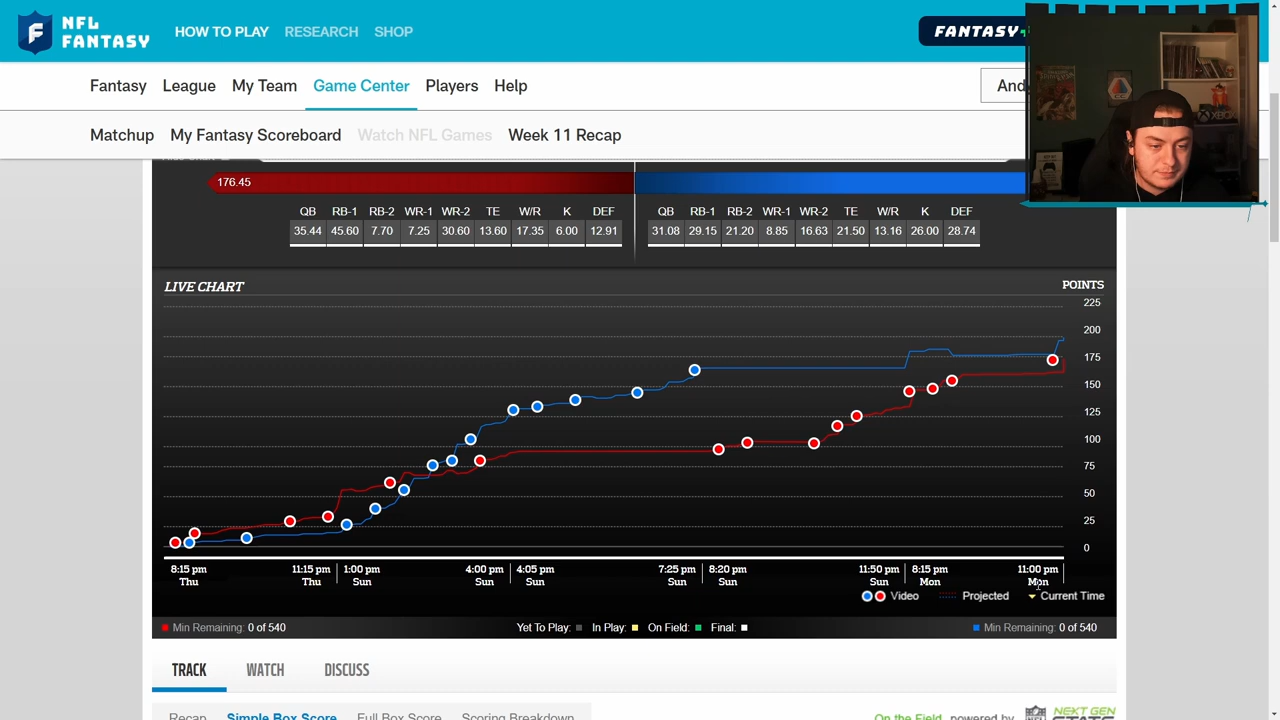 NFL FANTASY
HOW TO PLAY RESEARCH SHOP
FANTASY+
Fantasy League My Team Game Center Players Help
And
Matchup My Fantasy Scoreboard Watch NFL Games Week 11 Recap
176.45
QB RB-1 RB-2 WR-1 WR-2 TE W/R K DEF
35.44 45.60 7.70 7.25 30.60 13.60 17.35 6.00 12.91
QB RB-1 RB-2 WR-1 WR-2 TE W/R K DEF
31.08 29.15 21.20 8.85 16.63 21.50 13.16 26.00 28.74
LIVE CHART
POINTS
225
200
175
150
125
100
75
50
25
0
8:15 pm Thu
11:15 pm Thu
1:00 pm Sun
4:00 pm Sun
4:05 pm Sun
7:25 pm Sun
8:20 pm Sun
11:50 pm Sun
8:15 pm Mon
11:00 pm Mon
Video Projected Current Time
Min Remaining: 0 of 540
Yet To Play: In Play: On Field: Final:
Min Remaining: 0 of 540
TRACK WATCH DISCUSS
Recap Simple Box Score Full Box Score Scoring Breakdown
On the Field powered by NEXT GEN STATS
XBOX